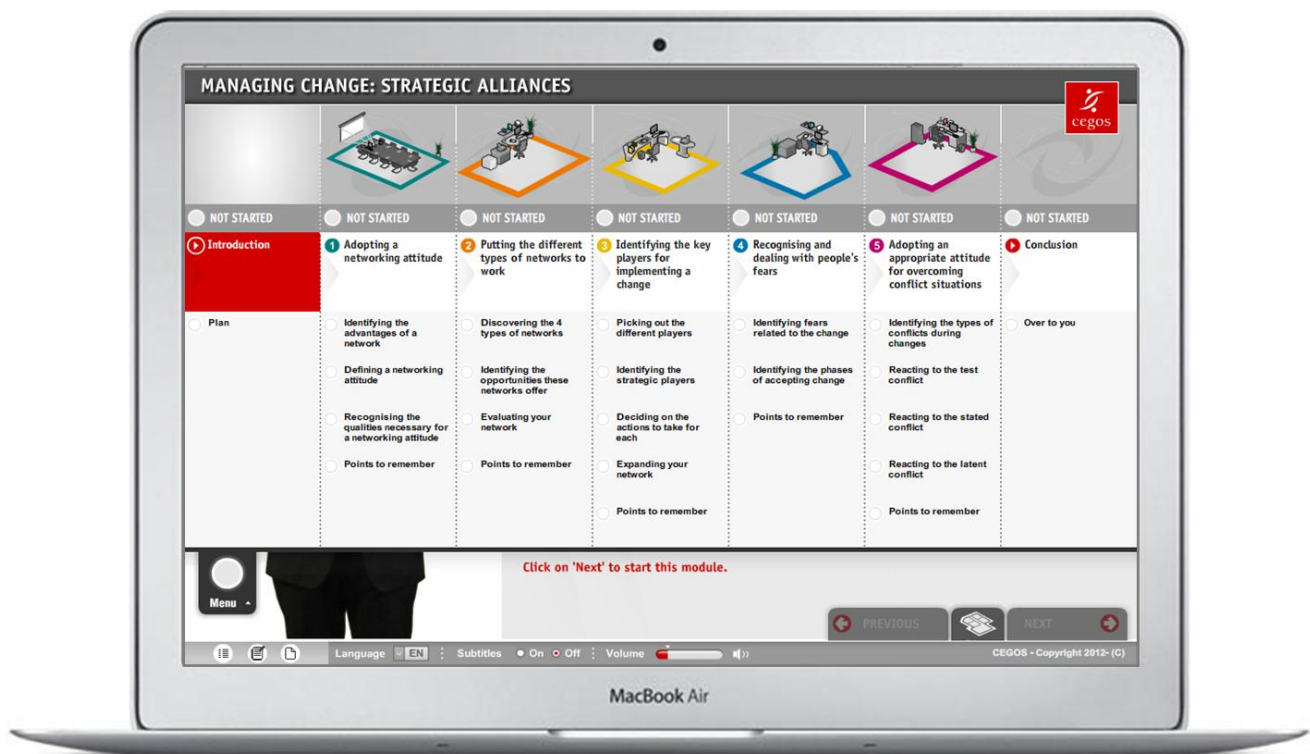 MANAGING CHANGE: STRATEGIC ALLIANCES
cegos
NOT STARTED
NOT STARTED
NOT STARTED
NOT STARTED
NOT STARTED
NOT STARTED
NOT STARTED
Introduction
Plan
1 Adopting a
networking attitude
Identifying the
advantages of a
network
Defining a networking
attitude
Recognising the
qualities necessary for
a networking attitude
Points to remember
2 Putting the different
types of networks to
work
Discovering the 4
types of networks
Identifying the
opportunities these
networks offer
Evaluating your
network
Points to remember
3 Identifying the key
players for
implementing a
change
Picking out the
different players
Identifying the
strategic players
Deciding on the
actions to take for
each
Expanding your
network
Points to remember
4 Recognising and
dealing with people's
fears
Identifying fears
related to the change
Identifying the phases
of accepting change
Points to remember
5 Adopting an
appropriate attitude
for overcoming
conflict situations
Identifying the types of
conflicts during
changes
Reacting to the test
conflict
Reacting to the stated
conflict
Reacting to the latent
conflict
Points to remember
Conclusion
Over to you
Click on 'Next' to start this module.
Menu
PREVIOUS
NEXT
Language EN Subtitles On Off Volume
CEGOS - Copyright 2012- (C)
MacBook Air